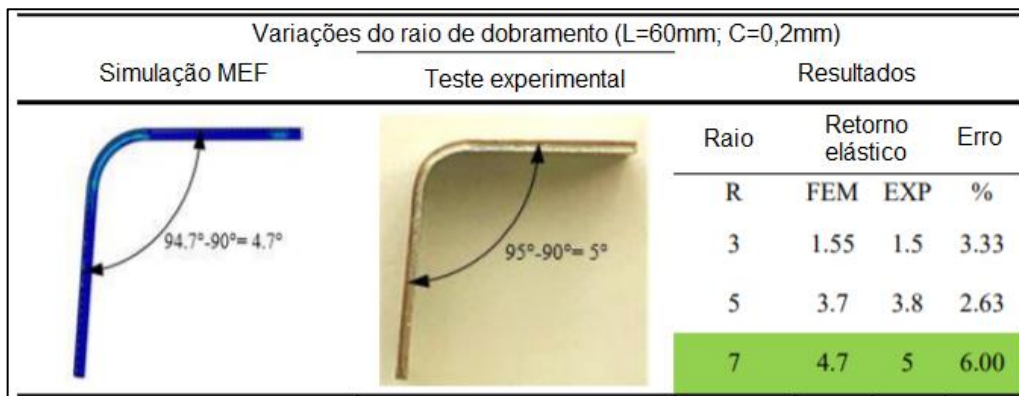 Variações do raio de dobramento (L=60mm; C=0,2mm)
Simulação MEF
Teste experimental
Resultados
94.7°-90°= 4.7°
95°-90°= 5°
Raio Retorno elástico Erro
R FEM EXP %
3 1.55 1.5 3.33
5 3.7 3.8 2.63
7 4.7 5 6.00